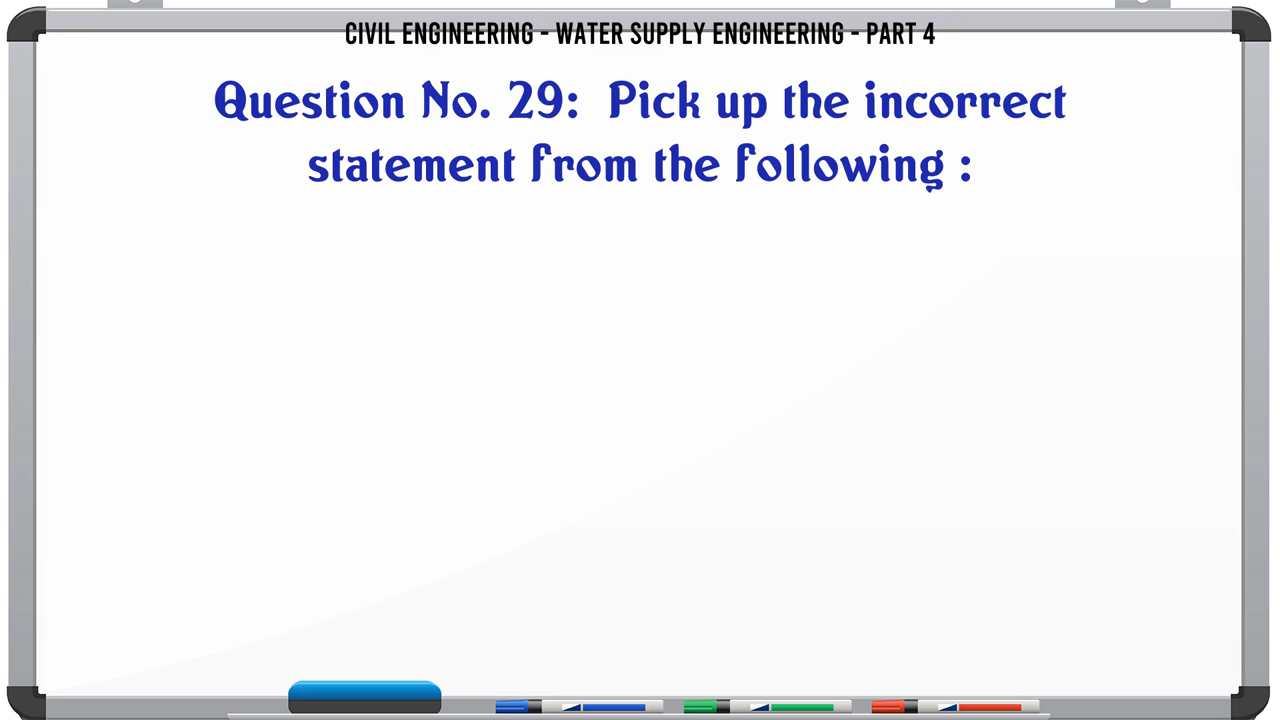 CIVIL ENGINEERING - WATER SUPPLY ENGINEERING - PART 4
Question No. 29: Pick up the incorrect
statement from the following :